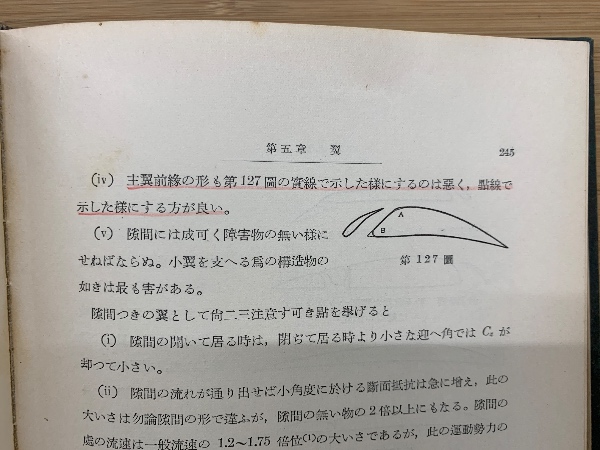 第五章 翼
245
(iv) 主翼前緣の形も第127圖の實線で示した樣にするのは惡く，點線で
示した樣にする方が良い。
(v) 隙間には成可く障害物の無い樣に
せねばならぬ。小翼を支へる爲の構造物の
如きは最も害がある。
A
B
第127圖
隙間つきの翼として尙二三注意す可き點を擧げると
(i) 隙間の開いて居る時は，閉ぢて居る時より小さな迎へ角では Cz が
却つて小さい。
(ii) 隙間の流れが通り出せば小角度に於ける斷面抵抗は急に增え，此の
大いさは勿論隙間の形で違ふが，隙間の無い物の2倍以上にもなる。隙間の
處の流速は一般流速の 1.2〜1.75 倍位(1)の大いさであるが，此の運動勢力の